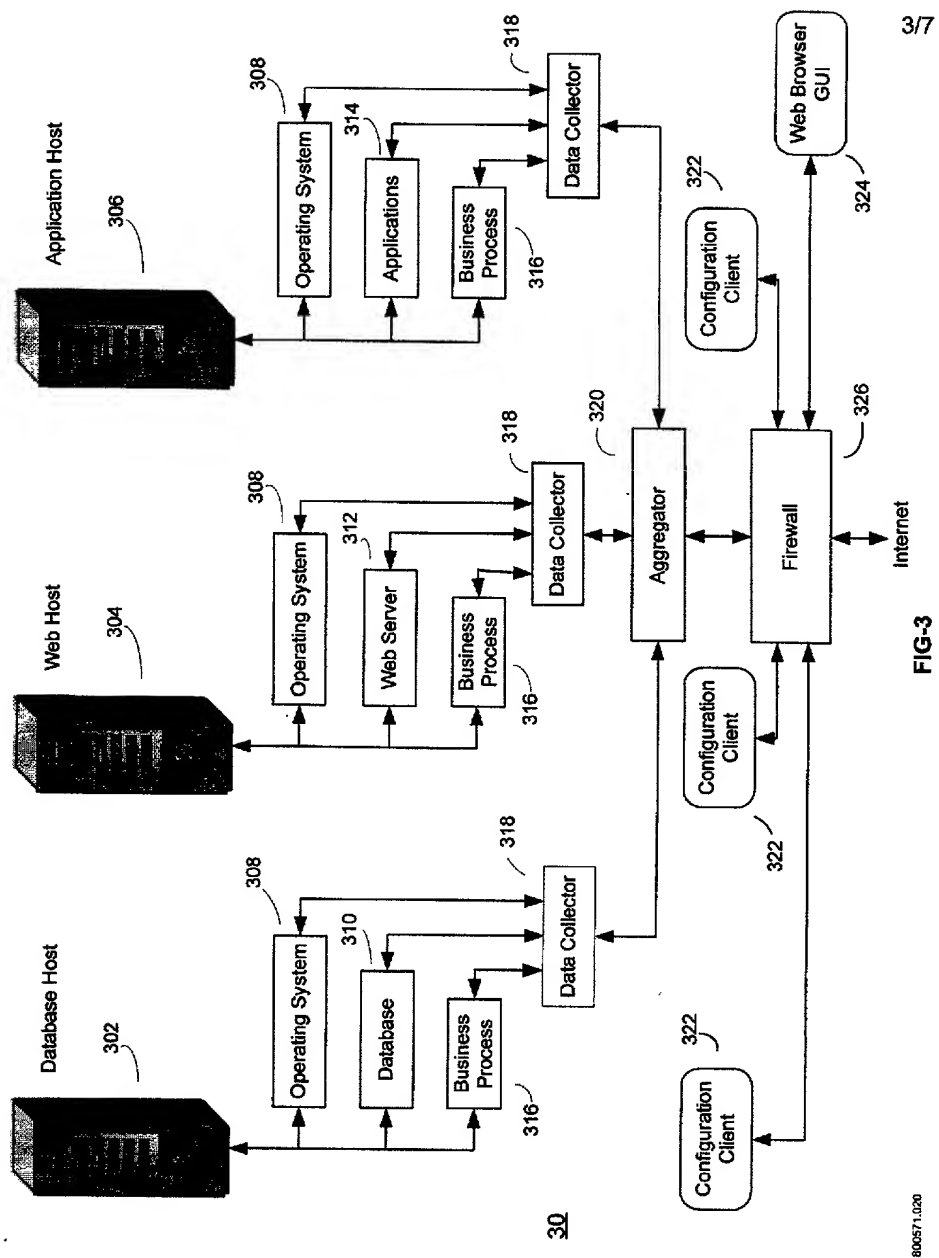 3/7
Database Host
Web Host
Application Host
302
304
306
308
308
308
Operating System
Operating System
Operating System
310
312
314
Database
Web Server
Applications
318
318
318
Business
Process
Business
Process
Business
Process
316
316
316
Data Collector
Data Collector
Data Collector
30
320
Aggregator
322
Configuration
Client
322
Configuration
Client
322
Configuration
Client
Firewall
326
Web Browser
GUI
324
Internet
FIG-3
800571.020